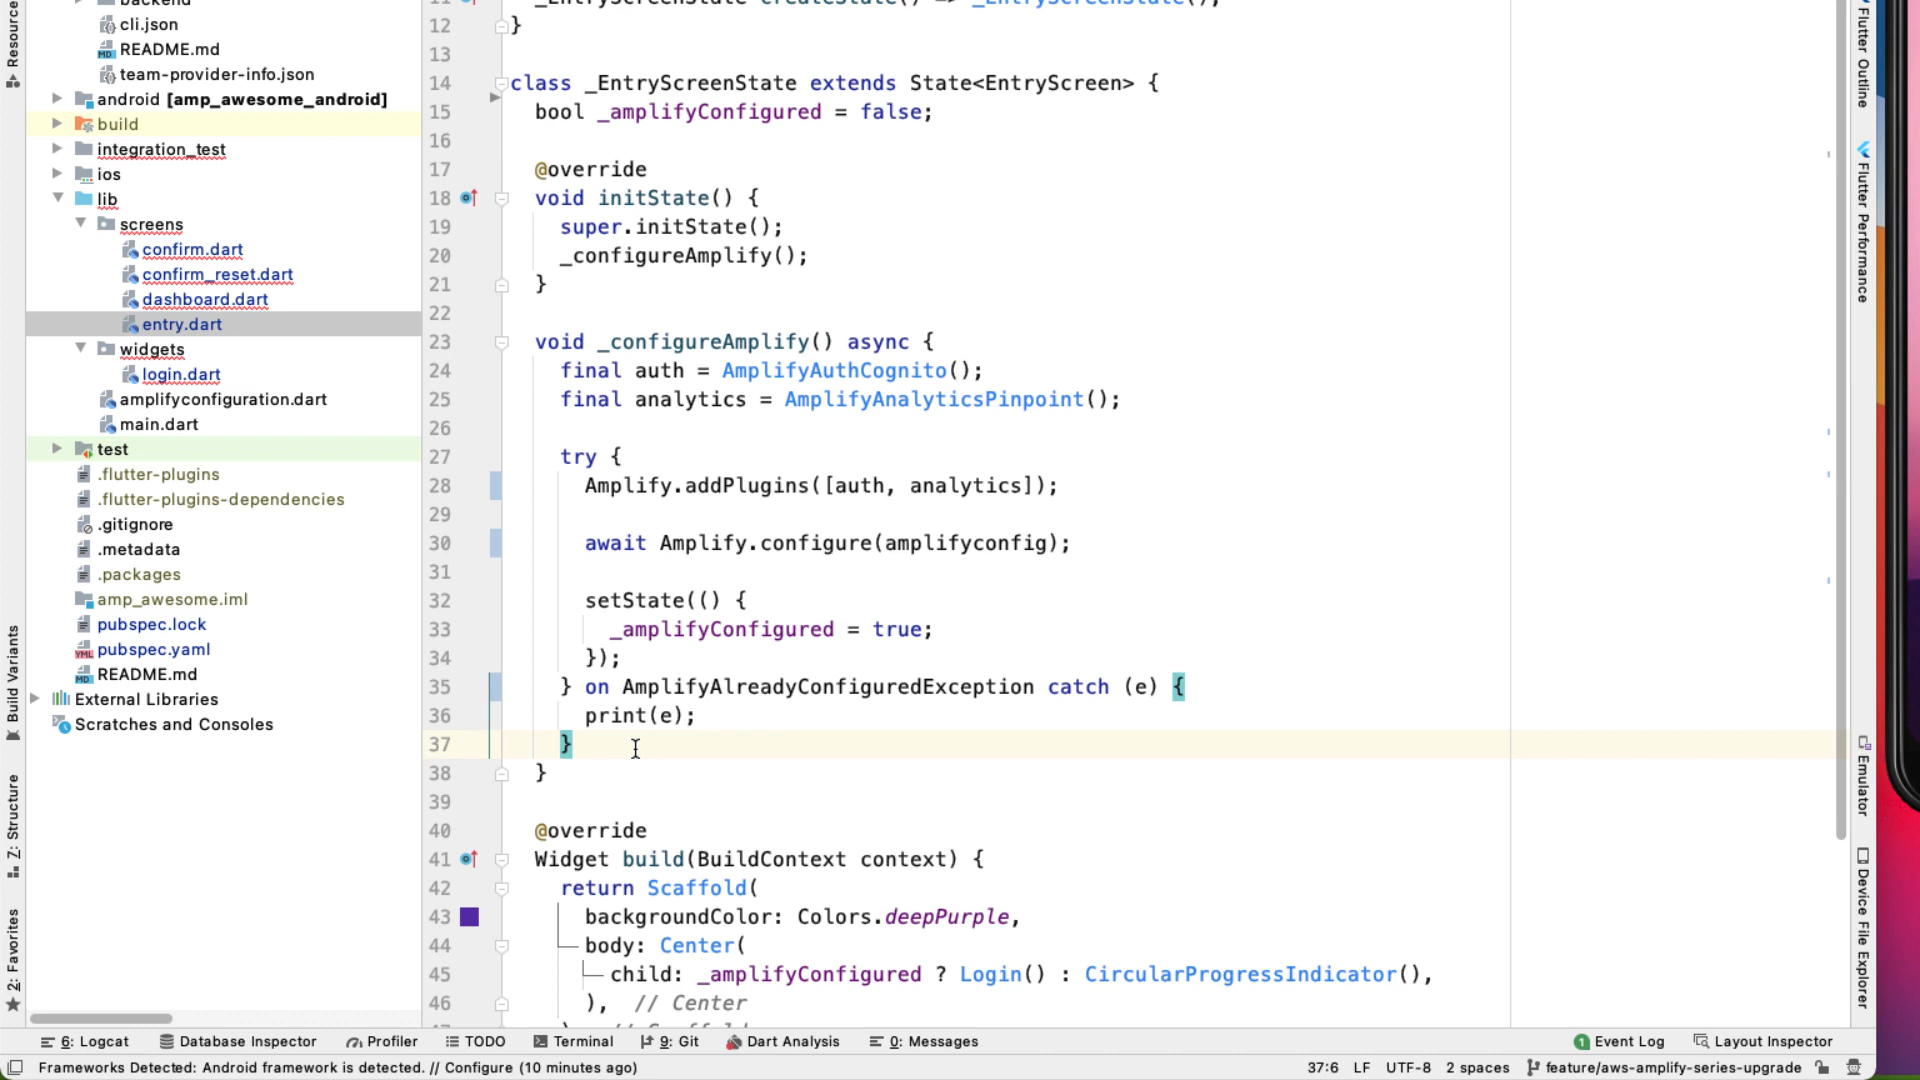 Resource
backend
cli.json
README.md
team-provider-info.json
android [amp_awesome_android]
build
integration_test
ios
lib
screens
confirm.dart
confirm_reset.dart
dashboard.dart
entry.dart
widgets
login.dart
amplifyconfiguration.dart
main.dart
test
.flutter-plugins
.flutter-plugins-dependencies
.gitignore
.metadata
.packages
amp_awesome.iml
pubspec.lock
pubspec.yaml
README.md
External Libraries
Scratches and Consoles
Build Variants
Z: Structure
2: Favorites
11 _EntryScreenState createState() => _EntryScreenState();
12 }
13
14 class _EntryScreenState extends State<EntryScreen> {
15 bool _amplifyConfigured = false;
16
17 @override
18 void initState() {
19 super.initState();
20 _configureAmplify();
21 }
22
23 void _configureAmplify() async {
24 final auth = AmplifyAuthCognito();
25 final analytics = AmplifyAnalyticsPinpoint();
26
27 try {
28 Amplify.addPlugins([auth, analytics]);
29
30 await Amplify.configure(amplifyconfig);
31
32 setState(() {
33 _amplifyConfigured = true;
34 });
35 } on AmplifyAlreadyConfiguredException catch (e) {
36 print(e);
37 }
38 }
39
40 @override
41 Widget build(BuildContext context) {
42 return Scaffold(
43 backgroundColor: Colors.deepPurple,
44 body: Center(
45 child: _amplifyConfigured ? Login() : CircularProgressIndicator(),
46 ), // Center
Flutter Outline
Flutter Performance
Emulator
Device File Explorer
6: Logcat
Database Inspector
Profiler
TODO
Terminal
9: Git
Dart Analysis
0: Messages
1 Event Log
Layout Inspector
Frameworks Detected: Android framework is detected. // Configure (10 minutes ago)
37:6 LF UTF-8 2 spaces feature/aws-amplify-series-upgrade